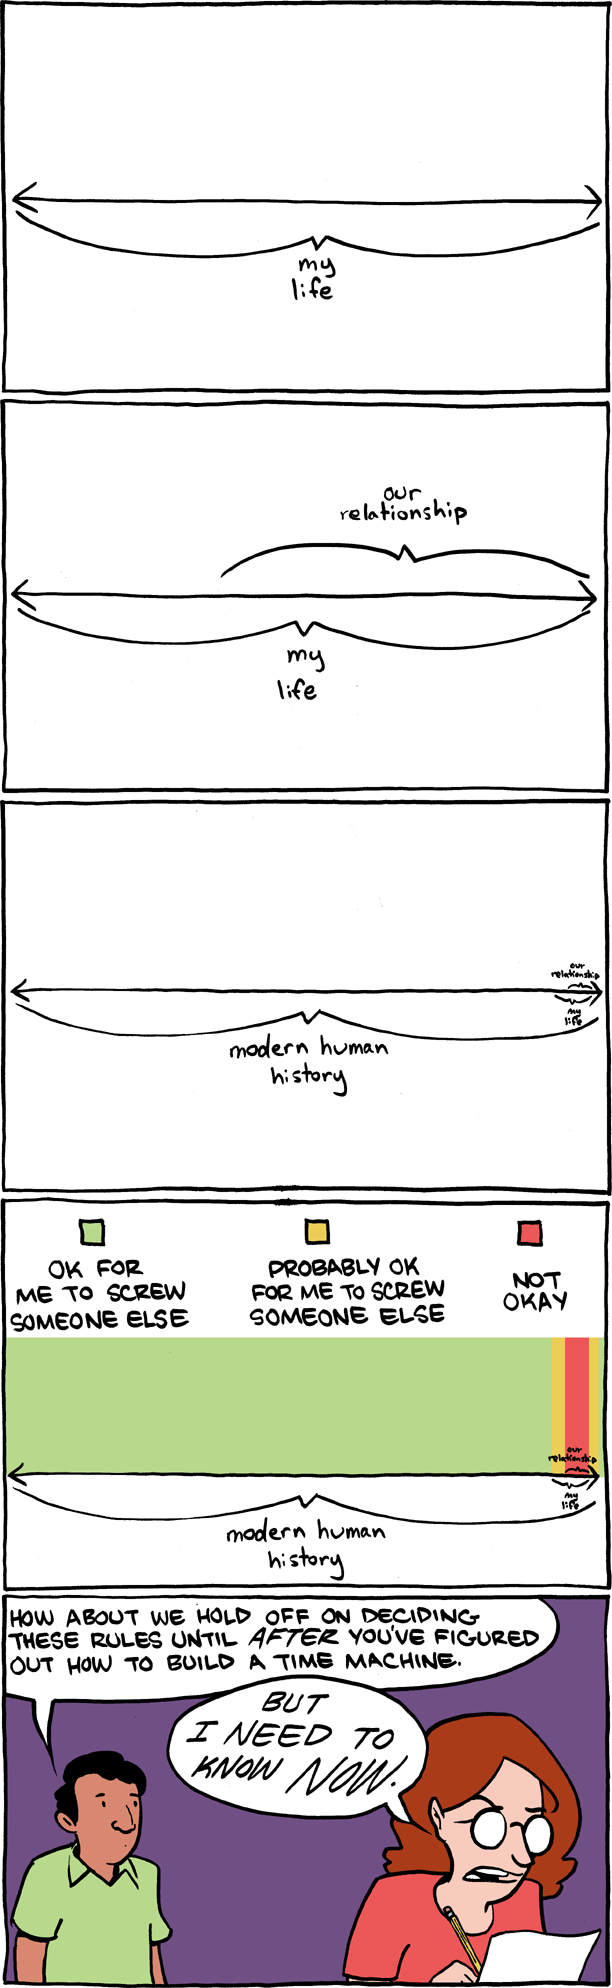 my
life
our
relationship
my
life
our
relationship
my
life
modern human
history
OK FOR
ME TO SCREW
SOMEONE ELSE
PROBABLY OK
FOR ME TO SCREW
SOMEONE ELSE
NOT
OKAY
our
relationship
my
life
modern human
history
HOW ABOUT WE HOLD OFF ON DECIDING
THESE RULES UNTIL AFTER YOU'VE FIGURED
OUT HOW TO BUILD A TIME MACHINE.
BUT
I NEED TO
KNOW NOW.